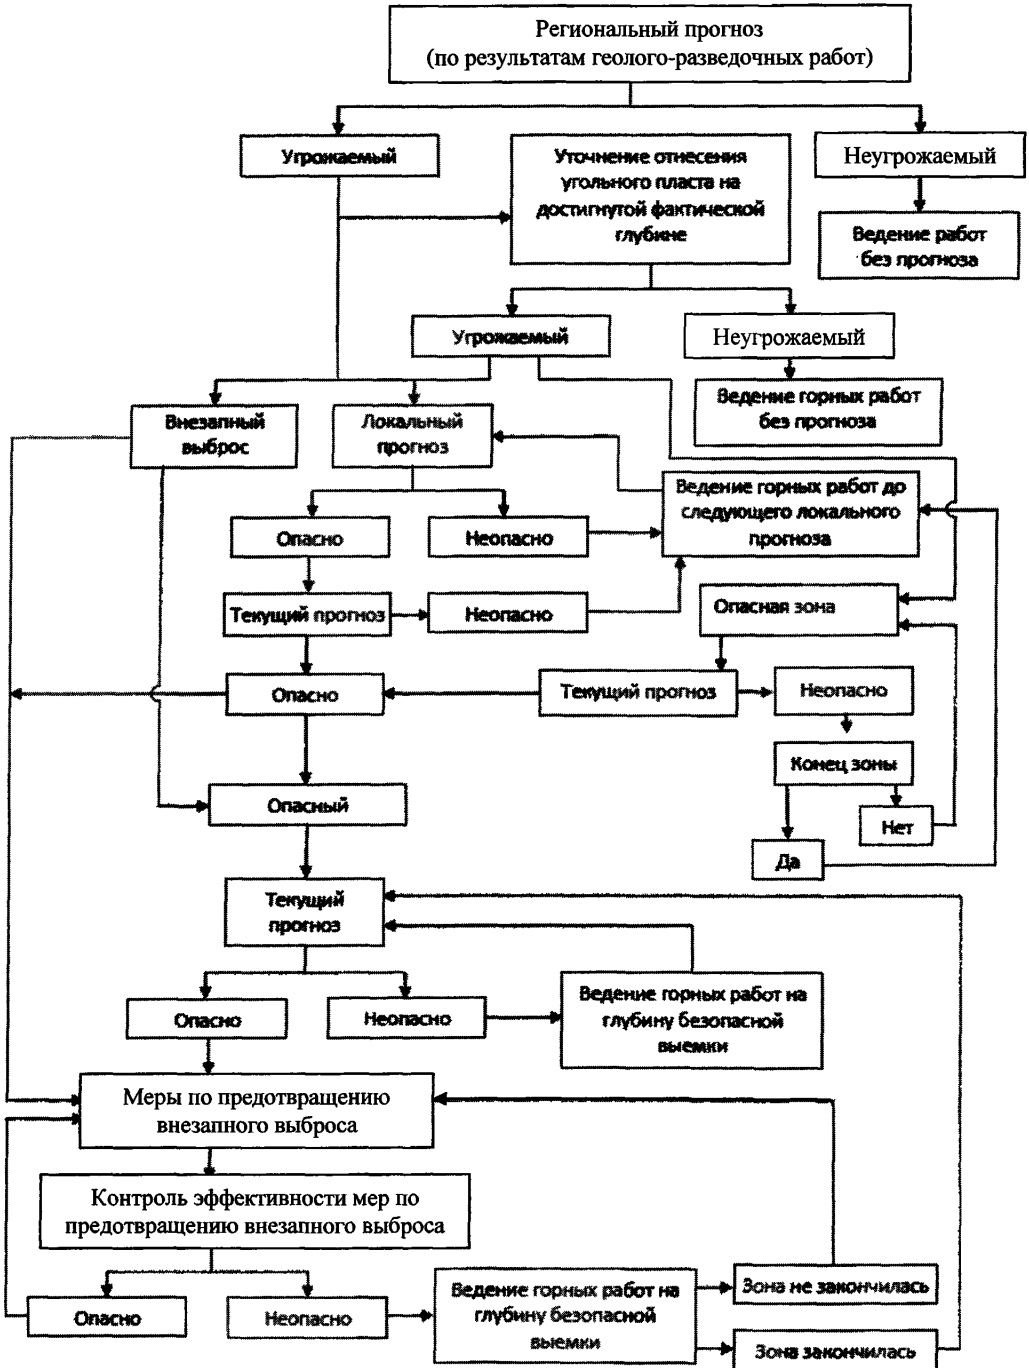 Региональный прогноз
(по результатам геолого-разведочных работ)
Угрожаемый
Уточнение отнесения
угольного пласта на
достигнутой фактической
глубине
Неугрожаемый
Ведение работ
без прогноза
Угрожаемый
Неугрожаемый
Ведение горных работ
без прогноза
Внезапный
выброс
Локальный
прогноз
Ведение горных работ до
следующего локального
прогноза
Опасно
Неопасно
Текущий прогноз
Неопасно
Опасная зона
Опасно
Текущий прогноз
Неопасно
Конец зоны
Опасный
Нет
Да
Текущий
прогноз
Опасно
Неопасно
Ведение горных работ на
глубину безопасной
выемки
Меры по предотвращению
внезапного выброса
Контроль эффективности мер по
предотвращению внезапного выброса
Опасно
Неопасно
Ведение горных работ на
глубину безопасной
выемки
Зона не закончилась
Зона закончилась